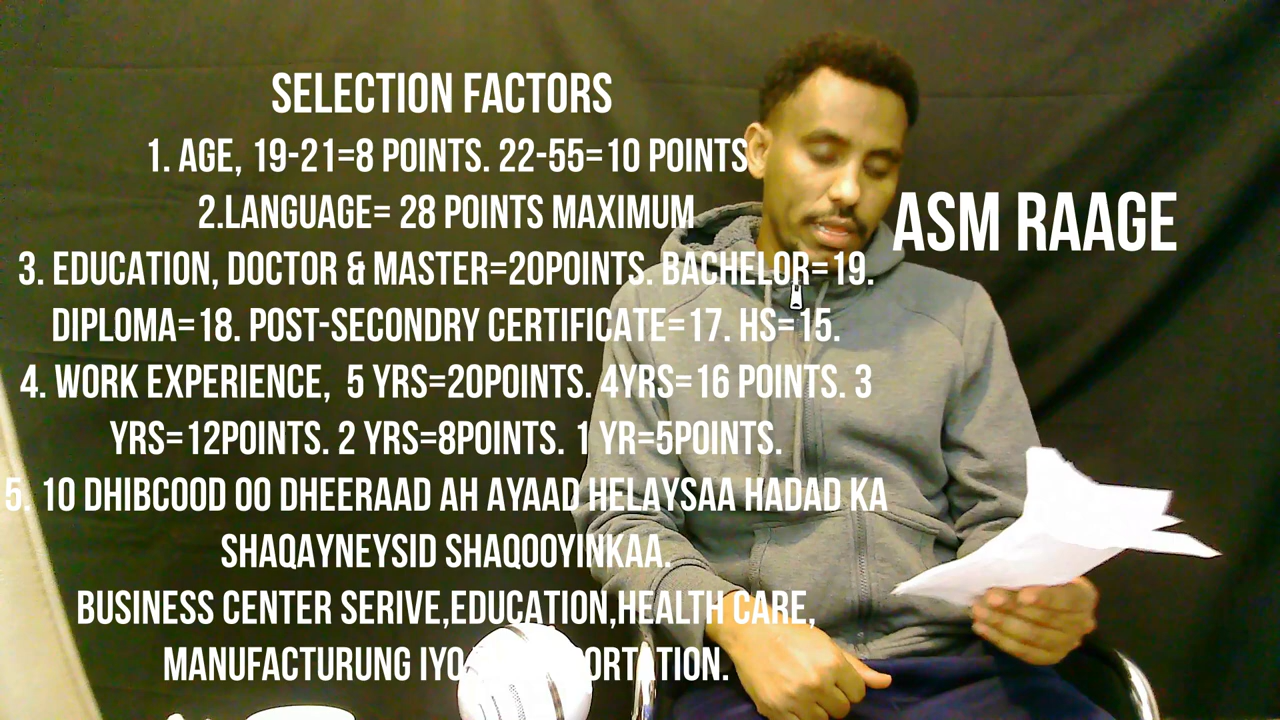 SELECTION FACTORS
1. AGE, 19-21=8 POINTS. 22-55=10 POINTS
2.LANGUAGE= 28 POINTS MAXIMUM
ASM RAAGE
3. EDUCATION, DOCTOR & MASTER=20POINTS. BACHELOR=19.
DIPLOMA=18. POST-SECONDRY CERTIFICATE=17. HS=15.
4. WORK EXPERIENCE, 5 YRS=20POINTS. 4YRS=16 POINTS. 3
YRS=12POINTS. 2 YRS=8POINTS. 1 YR=5POINTS.
5. 10 DHIBCOOD OO DHEERAAD AH AYAAD HELAYSAA HADAD KA
SHAQAYNEYSID SHAQOOYINKAA.
BUSINESS CENTER SERIVE,EDUCATION,HEALTH CARE,
MANUFACTURUNG IYO